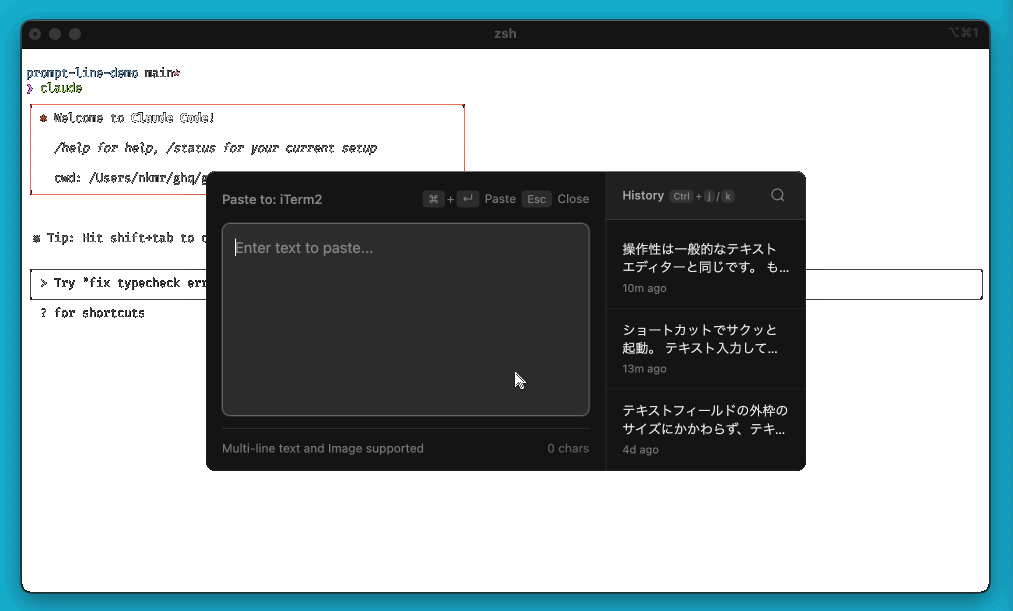 zsh
⌥⌘1
prompt-line-demo main*
❯ claude
* Welcome to Claude Code!
/help for help, /status for your current setup
cwd: /Users/nkmr/ghq/g
* Tip: Hit shift+tab to
> Try "fix typecheck err
? for shortcuts
Paste to: iTerm2
⌘ + ↵ Paste Esc Close
Enter text to paste...
Multi-line text and Image supported
0 chars
History Ctrl + j / k
操作性は一般的なテキスト
エディターと同じです。 も...
10m ago
ショートカットでサクッと
起動。 テキスト入力して...
13m ago
テキストフィールドの外枠の
サイズにかかわらず、テキ...
4d ago